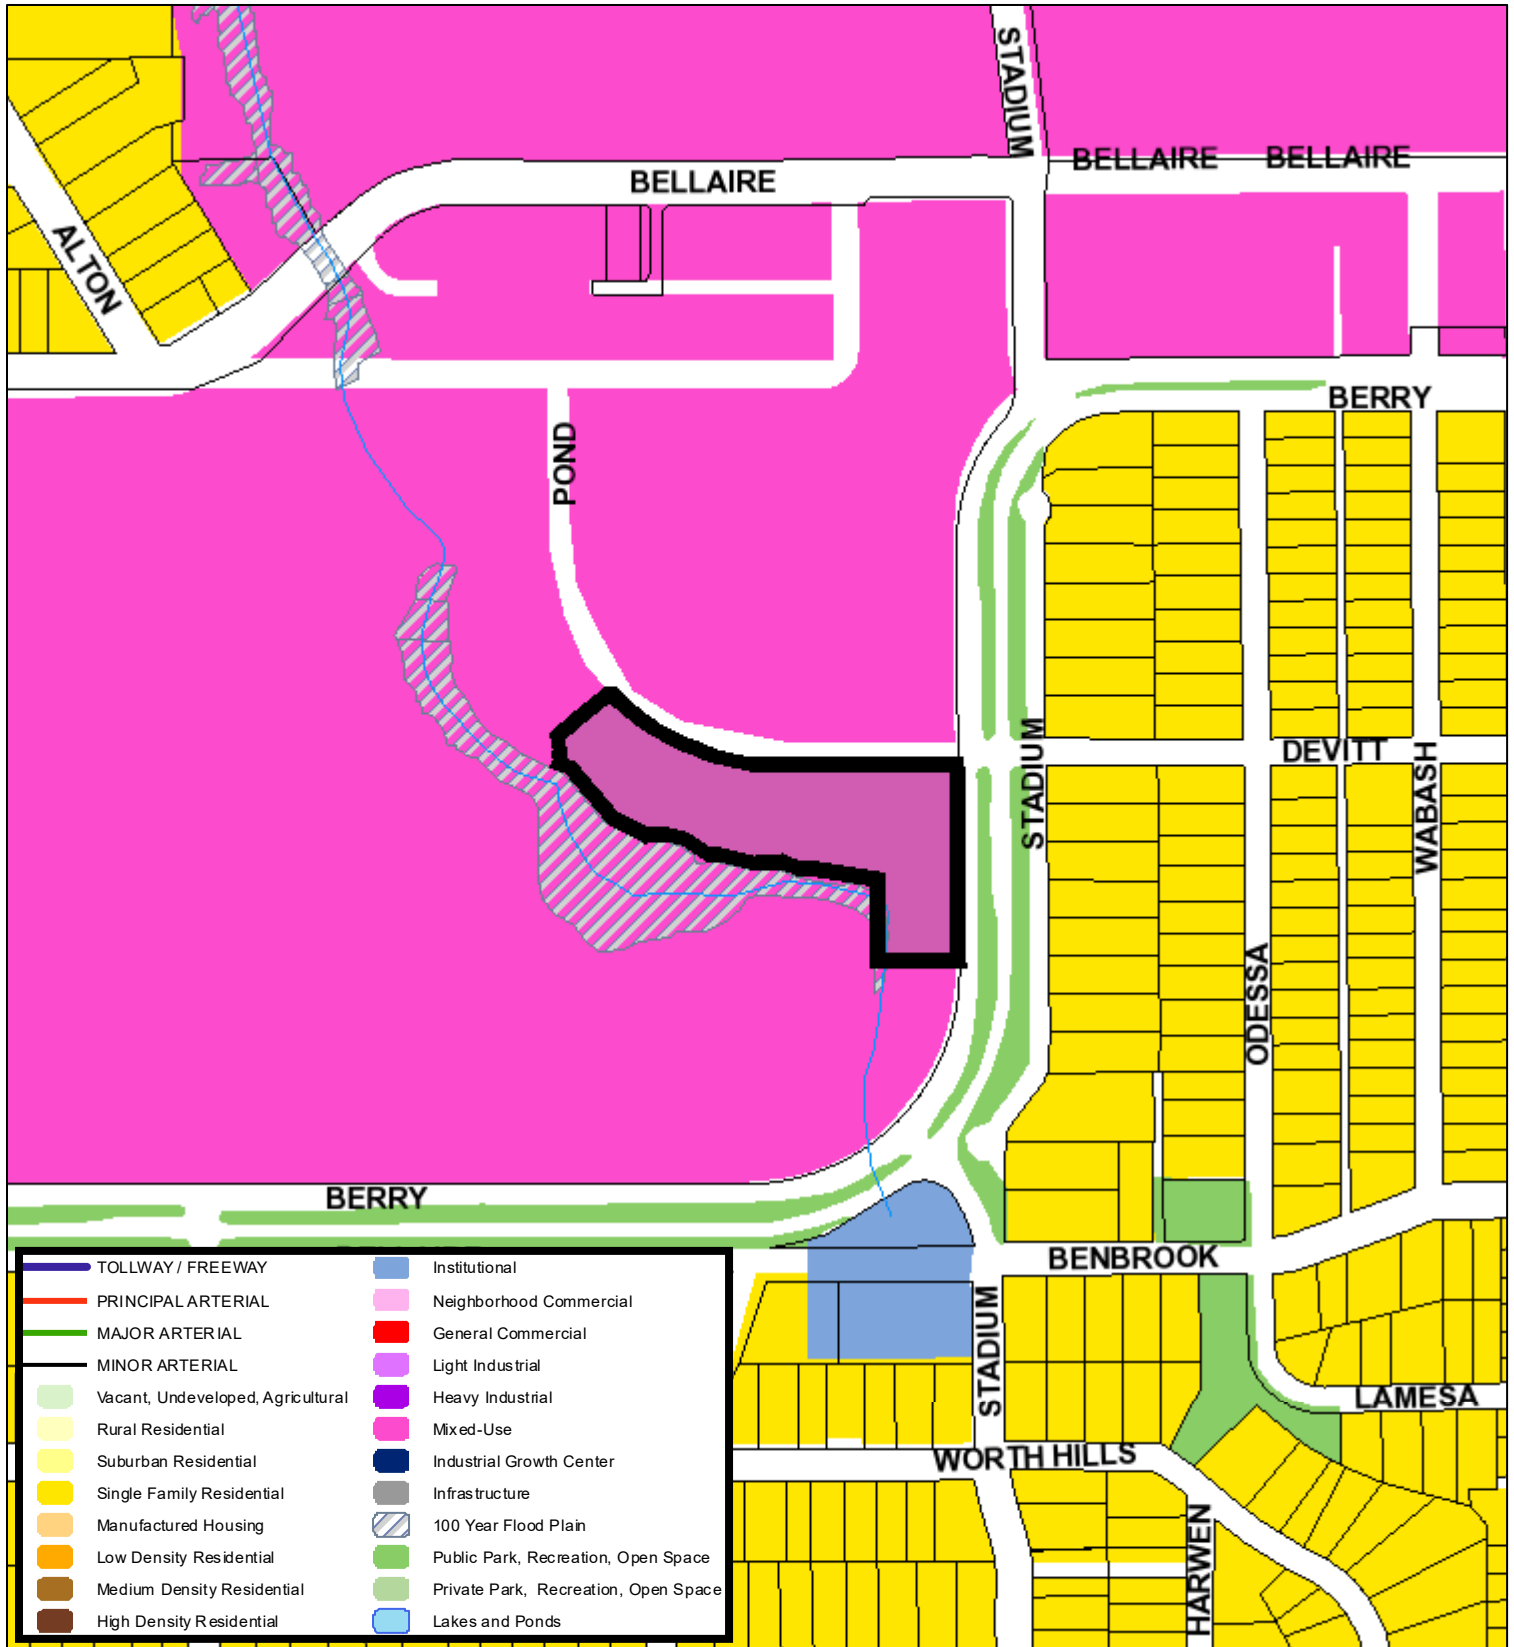 STADIUM
BELLAIRE
BELLAIRE
BELLAIRE
ALTON
BERRY
POND
STADIUM
DEVITT
WABASH
ODESSA
BERRY
BENBROOK
STADIUM
LAMESA
WORTH HILLS
HARWEN
TOLLWAY / FREEWAY
PRINCIPAL ARTERIAL
MAJOR ARTERIAL
MINOR ARTERIAL
Vacant, Undeveloped, Agricultural
Rural Residential
Suburban Residential
Single Family Residential
Manufactured Housing
Low Density Residential
Medium Density Residential
High Density Residential
Institutional
Neighborhood Commercial
General Commercial
Light Industrial
Heavy Industrial
Mixed-Use
Industrial Growth Center
Infrastructure
100 Year Flood Plain
Public Park, Recreation, Open Space
Private Park, Recreation, Open Space
Lakes and Ponds